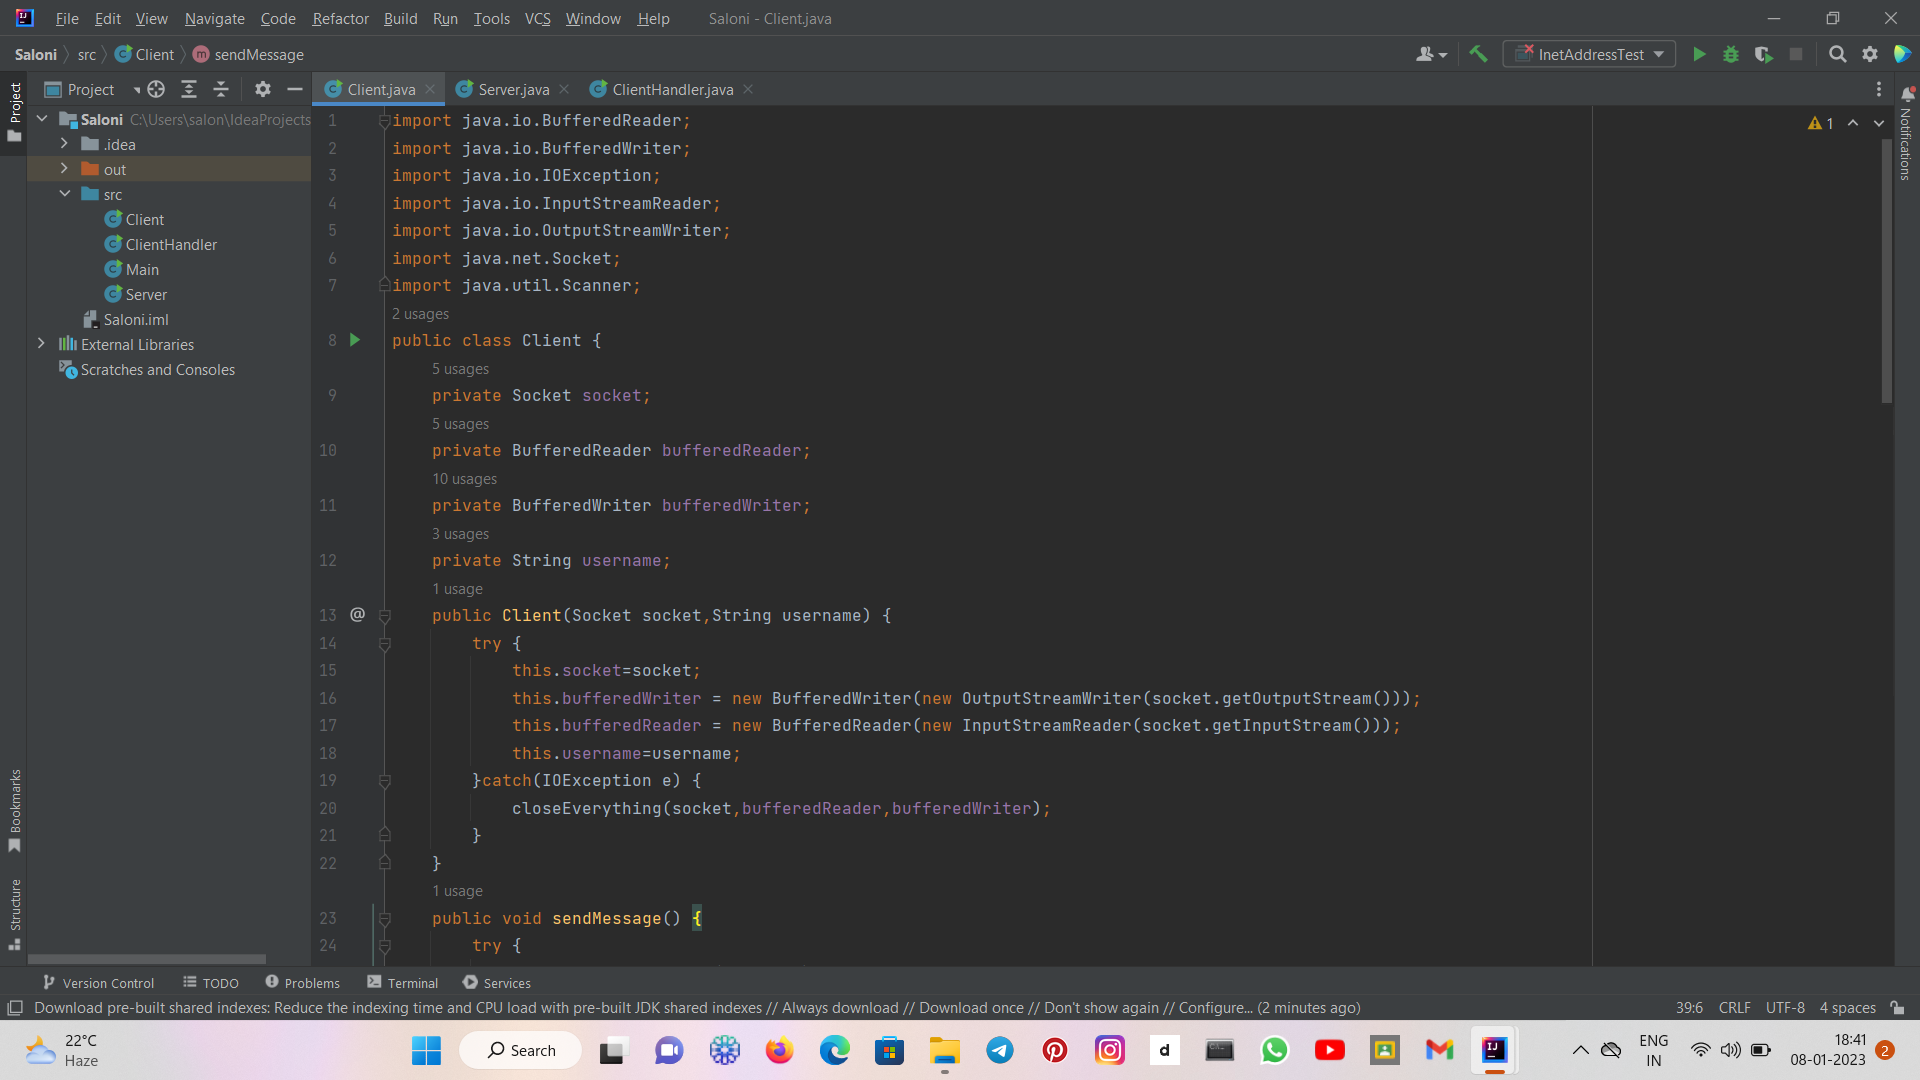 File Edit View Navigate Code Refactor Build Run Tools VCS Window Help Saloni - Client.java
Saloni src Client sendMessage InetAddressTest
Project Client.java Server.java ClientHandler.java
Project
Saloni C:\Users\salon\IdeaProjects
.idea
out
src
Client
ClientHandler
Main
Server
Saloni.iml
External Libraries
Scratches and Consoles
Bookmarks
Structure
Notifications
1
1 import java.io.BufferedReader;
2 import java.io.BufferedWriter;
3 import java.io.IOException;
4 import java.io.InputStreamReader;
5 import java.io.OutputStreamWriter;
6 import java.net.Socket;
7 import java.util.Scanner;
2 usages
8 public class Client {
5 usages
9 private Socket socket;
5 usages
10 private BufferedReader bufferedReader;
10 usages
11 private BufferedWriter bufferedWriter;
3 usages
12 private String username;
1 usage
13 @ public Client(Socket socket,String username) {
14 try {
15 this.socket=socket;
16 this.bufferedWriter = new BufferedWriter(new OutputStreamWriter(socket.getOutputStream()));
17 this.bufferedReader = new BufferedReader(new InputStreamReader(socket.getInputStream()));
18 this.username=username;
19 }catch(IOException e) {
20 closeEverything(socket,bufferedReader,bufferedWriter);
21 }
22 }
1 usage
23 public void sendMessage() {
24 try {
Version Control TODO Problems Terminal Services
Download pre-built shared indexes: Reduce the indexing time and CPU load with pre-built JDK shared indexes // Always download // Download once // Don't show again // Configure... (2 minutes ago) 39:6 CRLF UTF-8 4 spaces
22°C
Haze
Search
d
ENG
IN
18:41
08-01-2023
2